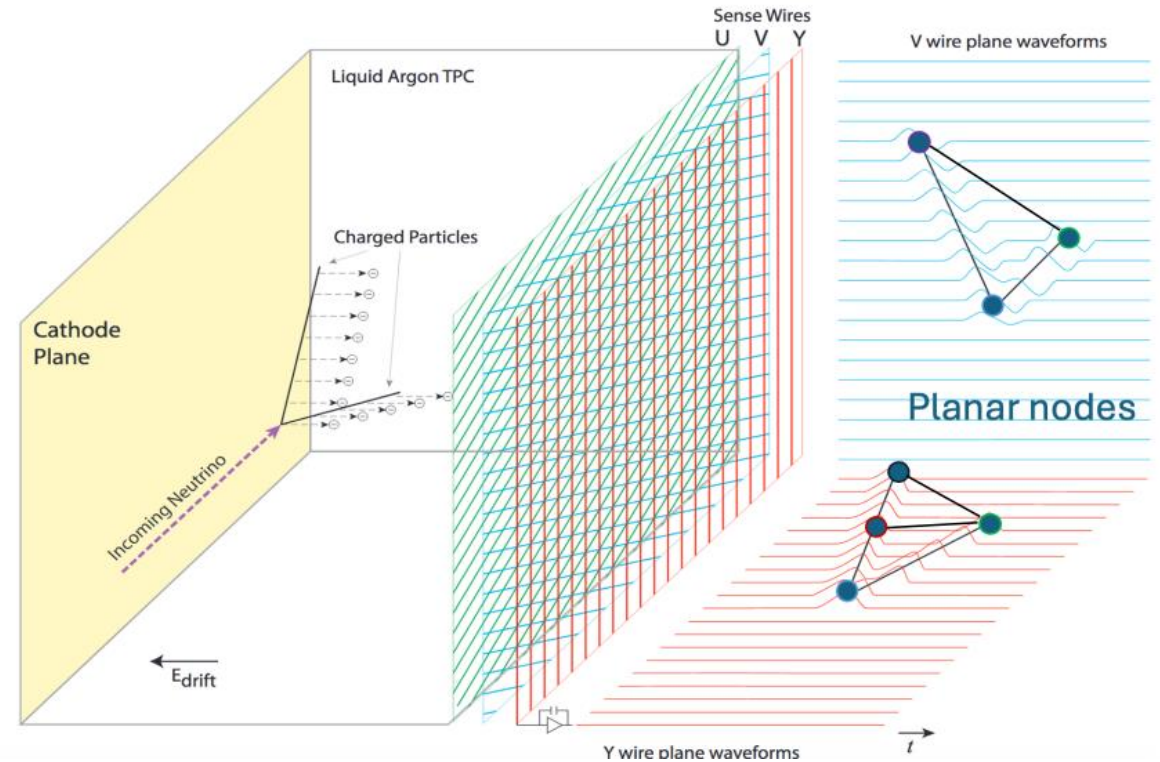 Sense Wires
U V Y
V wire plane waveforms
Liquid Argon TPC
Charged Particles
Cathode
Plane
Incoming Neutrino
Planar nodes
Edrift
t
Y wire plane waveforms